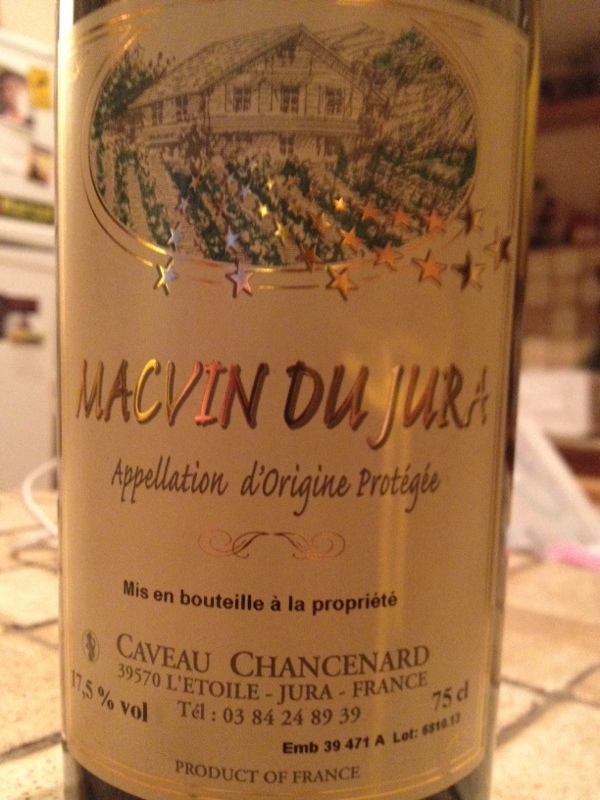 MACVIN DU JURA
Appellation d'Origine Protégée
Mis en bouteille à la propriété
CAVEAU CHANCENARD
39570 L'ETOILE - JURA - FRANCE
17,5 % vol
Tél : 03 84 24 89 39
75 cl
Emb 39 471 A Lot:
PRODUCT OF FRANCE